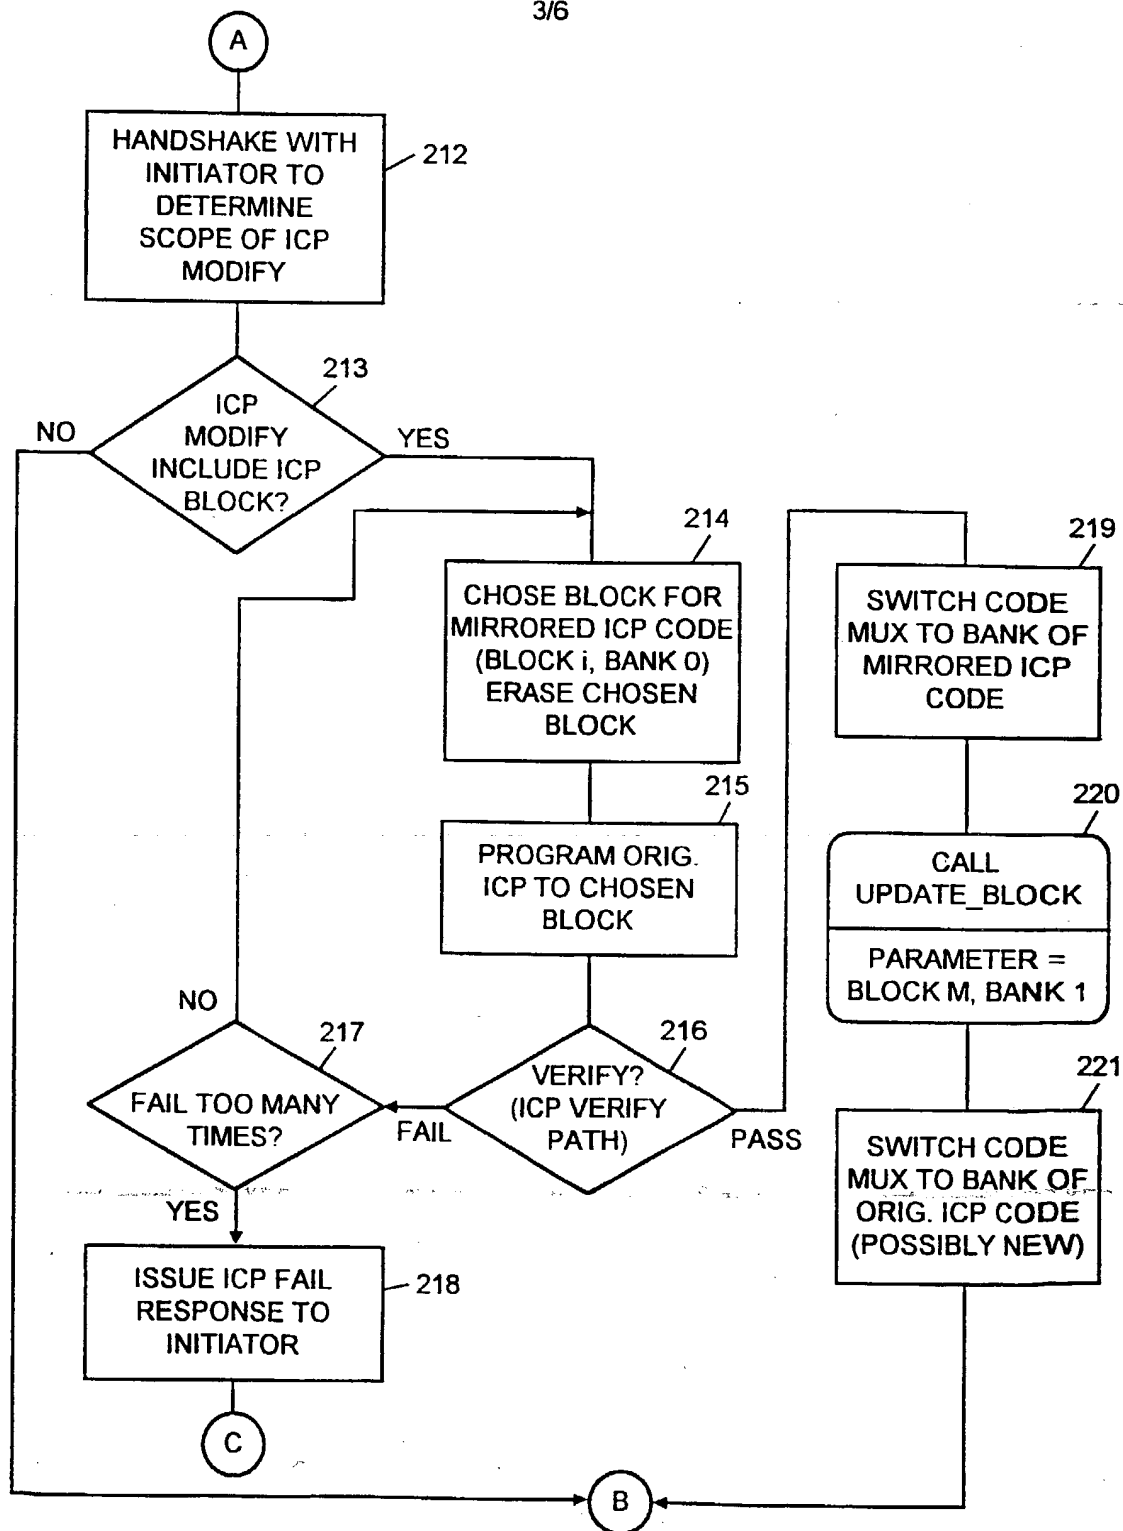 3/6
A
HANDSHAKE WITH
INITIATOR TO
DETERMINE
SCOPE OF ICP
MODIFY
212
213
ICP
MODIFY
INCLUDE ICP
BLOCK?
NO
YES
214
CHOSE BLOCK FOR
MIRRORED ICP CODE
(BLOCK i, BANK 0)
ERASE CHOSEN
BLOCK
215
PROGRAM ORIG.
ICP TO CHOSEN
BLOCK
216
VERIFY?
(ICP VERIFY
PATH)
FAIL
PASS
217
FAIL TOO MANY
TIMES?
NO
YES
218
ISSUE ICP FAIL
RESPONSE TO
INITIATOR
C
219
SWITCH CODE
MUX TO BANK OF
MIRRORED ICP
CODE
220
CALL
UPDATE_BLOCK
PARAMETER =
BLOCK M, BANK 1
221
SWITCH CODE
MUX TO BANK OF
ORIG. ICP CODE
(POSSIBLY NEW)
B